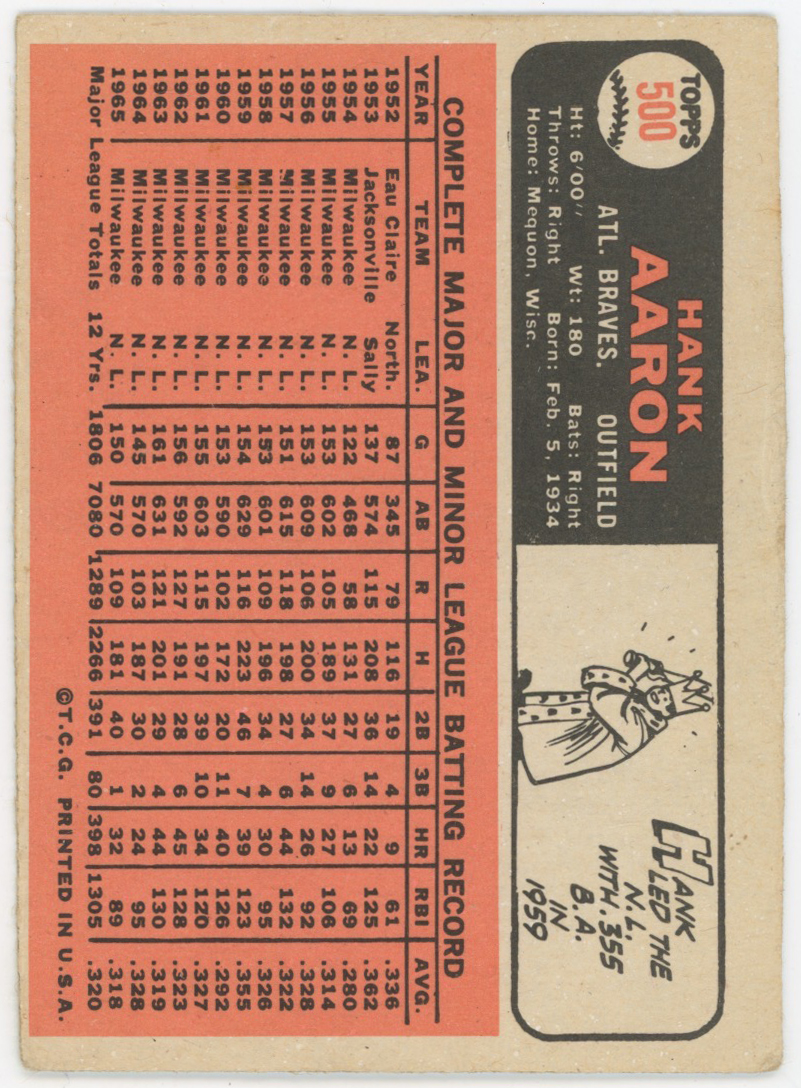 TOPPS
500
HANK
AARON
ATL. BRAVES. OUTFIELD
Ht: 6'00" Wt: 180 Bats: Right
Throws: Right Born: Feb. 5, 1934
Home: Mequon, Wisc.
HANK
LED THE
N.L.
WITH .355
B.A.
IN
1959
COMPLETE MAJOR AND MINOR LEAGUE BATTING RECORD
YEAR TEAM LEA. G AB R H 2B 3B HR RBI AVG.
1952 Eau Claire North. 87 345 79 116 19 4 9 61 .336
1953 Jacksonville Sally 137 574 115 208 36 14 22 125 .362
1954 Milwaukee N. L. 122 468 58 131 27 6 13 69 .280
1955 Milwaukee N. L. 153 602 105 189 37 9 27 106 .314
1956 Milwaukee N. L. 153 609 106 200 34 14 26 92 .328
1957 Milwaukee N. L. 151 615 118 198 27 6 44 132 .322
1958 Milwaukee N. L. 153 601 109 196 34 4 30 95 .326
1959 Milwaukee N. L. 154 629 116 223 46 7 39 123 .355
1960 Milwaukee N. L. 153 590 102 172 20 11 40 126 .292
1961 Milwaukee N. L. 155 603 115 197 39 10 34 120 .327
1962 Milwaukee N. L. 156 592 127 191 28 6 45 128 .323
1963 Milwaukee N. L. 161 631 121 201 29 4 44 130 .319
1964 Milwaukee N. L. 145 570 103 187 30 2 24 95 .328
1965 Milwaukee N. L. 150 570 109 181 40 1 32 89 .318
Major League Totals 12 Yrs. 1806 7080 1289 2266 391 80 398 1305 .320
©T.C.G. PRINTED IN U.S.A.